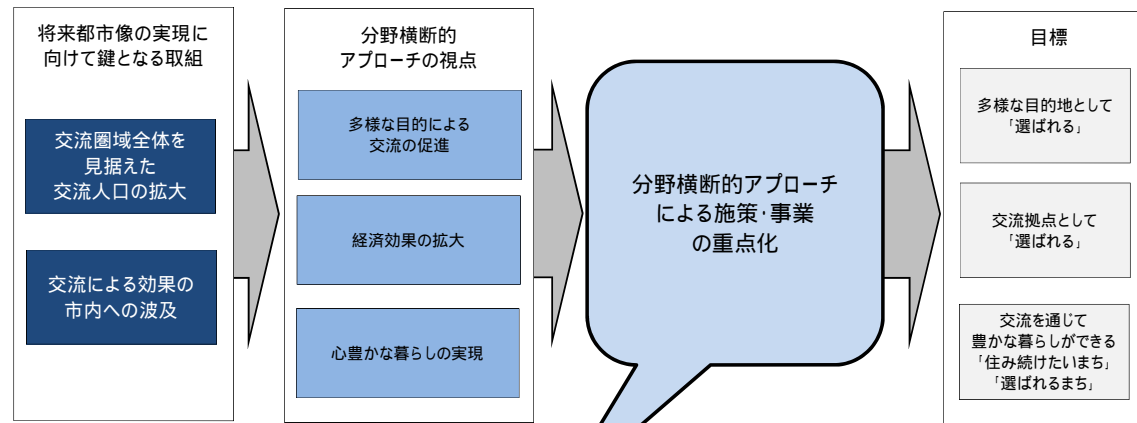 将来都市像の実現に
向けて鍵となる取組
交流圏域全体を
見据えた
交流人口の拡大
交流による効果の
市内への波及
分野横断的
アプローチの視点
多様な目的による
交流の促進
経済効果の拡大
心豊かな暮らしの実現
分野横断的アプローチ
による施策・事業
の重点化
目標
多様な目的地として
「選ばれる」
交流拠点として
「選ばれる」
交流を通じて
豊かな暮らしができる
「住み続けたいまち」
「選ばれるまち」